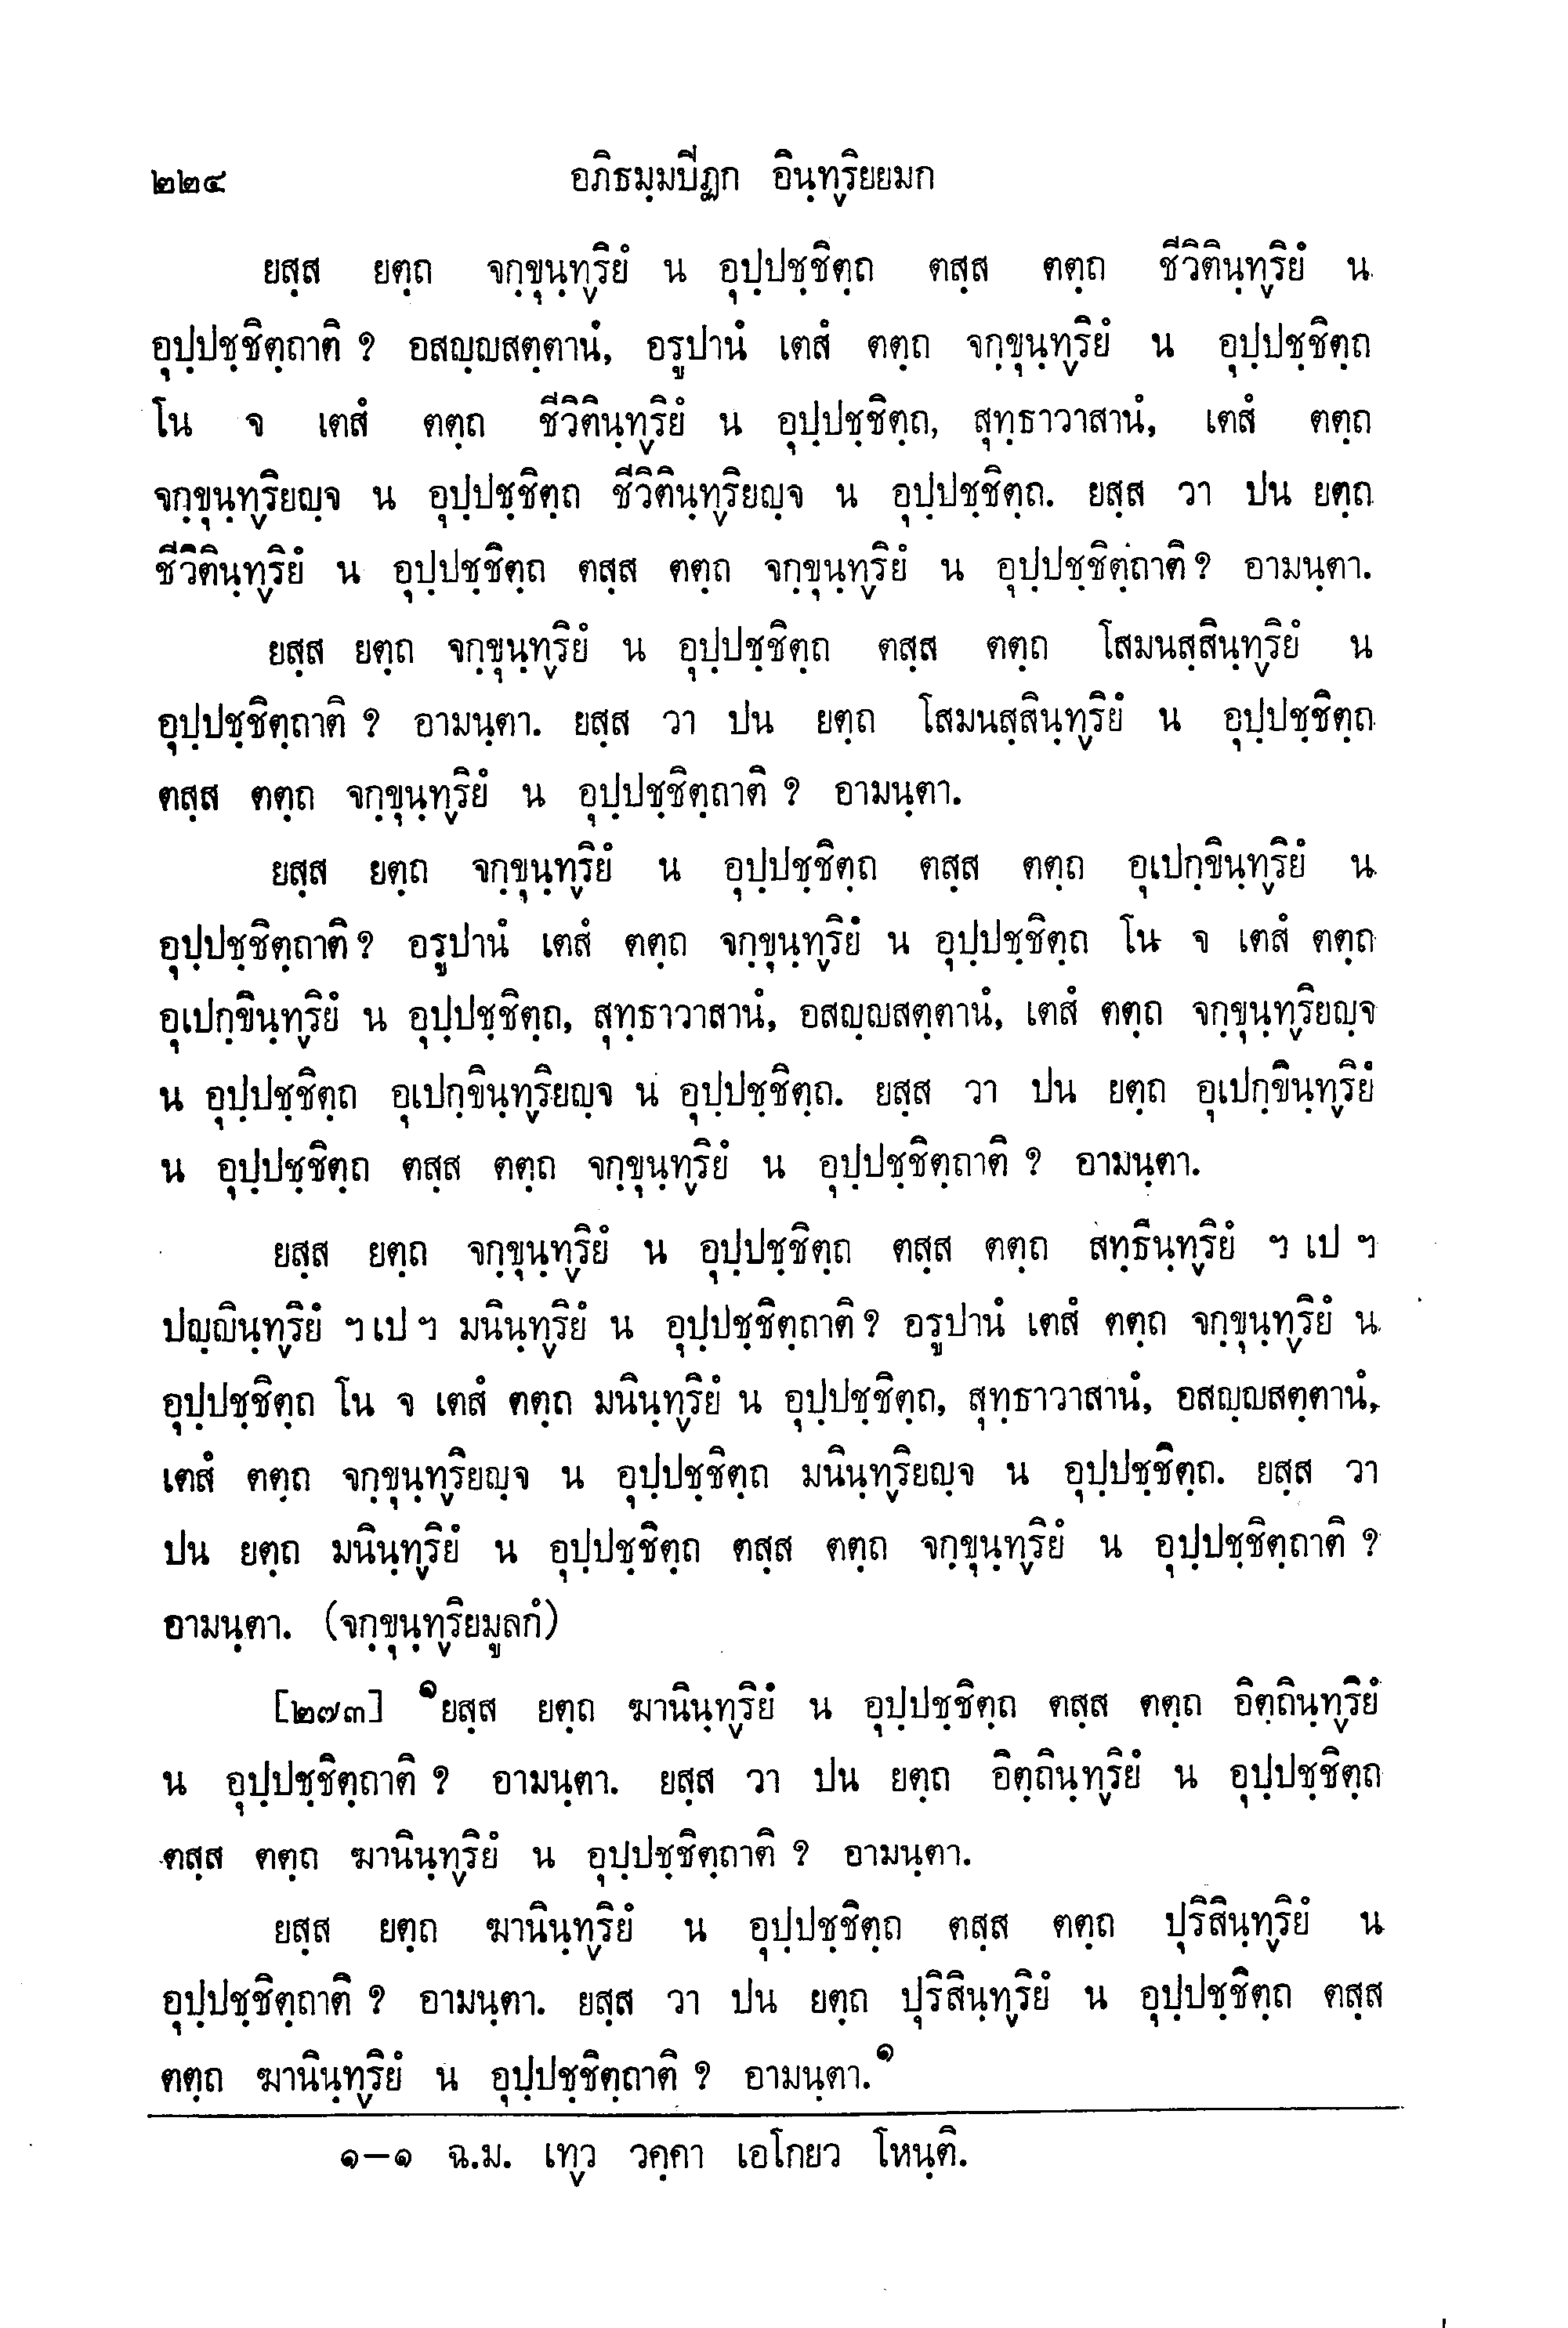 ๒๒๔ อภิธมฺมปิฏก อินฺทฺริยยมก
ยสฺส ยตฺถ จกฺขุนฺทฺริยํ น อุปฺปชฺชิตฺถ ตสฺส ตตฺถ ชีวิตินฺทฺริยํ น
อุปฺปชฺชิตฺถาติ ? อสญฺญสตฺตานํ, อรูปานํ เตสํ ตตฺถ จกฺขุนฺทฺริยํ น อุปฺปชฺชิตฺถ
โน จ เตสํ ตตฺถ ชีวิตินฺทฺริยํ น อุปฺปชฺชิตฺถ, สุทฺธาวาสานํ, เตสํ ตตฺถ
จกฺขุนฺทฺริยญฺจ น อุปฺปชฺชิตฺถ ชีวิตินฺทฺริยญฺจ น อุปฺปชฺชิตฺถ. ยสฺส วา ปน ยตฺถ
ชีวิตินฺทฺริยํ น อุปฺปชฺชิตฺถ ตสฺส ตตฺถ จกฺขุนฺทฺริยํ น อุปฺปชฺชิตฺถาติ ? อามนฺตา.
ยสฺส ยตฺถ จกฺขุนฺทฺริยํ น อุปฺปชฺชิตฺถ ตสฺส ตตฺถ โสมนสฺสินฺทฺริยํ น
อุปฺปชฺชิตฺถาติ ? อามนฺตา. ยสฺส วา ปน ยตฺถ โสมนสฺสินฺทฺริยํ น อุปฺปชฺชิตฺถ
ตสฺส ตตฺถ จกฺขุนฺทฺริยํ น อุปฺปชฺชิตฺถาติ ? อามนฺตา.
ยสฺส ยตฺถ จกฺขุนฺทฺริยํ น อุปฺปชฺชิตฺถ ตสฺส ตตฺถ อุเปกฺขินฺทฺริยํ น
อุปฺปชฺชิตฺถาติ ? อรูปานํ เตสํ ตตฺถ จกฺขุนฺทฺริยํ น อุปฺปชฺชิตฺถ โน จ เตสํ ตตฺถ
อุเปกฺขินฺทฺริยํ น อุปฺปชฺชิตฺถ, สุทฺธาวาสานํ, อสญฺญสตฺตานํ, เตสํ ตตฺถ จกฺขุนฺทฺริยญฺจ
น อุปฺปชฺชิตฺถ อุเปกฺขินฺทฺริยญฺจ น อุปฺปชฺชิตฺถ. ยสฺส วา ปน ยตฺถ อุเปกฺขินฺทฺริยํ
น อุปฺปชฺชิตฺถ ตสฺส ตตฺถ จกฺขุนฺทฺริยํ น อุปฺปชฺชิตฺถาติ ? อามนฺตา.
ยสฺส ยตฺถ จกฺขุนฺทฺริยํ น อุปฺปชฺชิตฺถ ตสฺส ตตฺถ สทฺธินฺทฺริยํ ฯ เป ฯ
ปญฺญินฺทฺริยํ ฯ เป ฯ มนินฺทฺริยํ น อุปฺปชฺชิตฺถาติ ? อรูปานํ เตสํ ตตฺถ จกฺขุนฺทฺริยํ น
อุปฺปชฺชิตฺถ โน จ เตสํ ตตฺถ มนินฺทฺริยํ น อุปฺปชฺชิตฺถ, สุทฺธาวาสานํ, อสญฺญสตฺตานํ,
เตสํ ตตฺถ จกฺขุนฺทฺริยญฺจ น อุปฺปชฺชิตฺถ มนินฺทฺริยญฺจ น อุปฺปชฺชิตฺถ. ยสฺส วา
ปน ยตฺถ มนินฺทฺริยํ น อุปฺปชฺชิตฺถ ตสฺส ตตฺถ จกฺขุนฺทฺริยํ น อุปฺปชฺชิตฺถาติ ?
อามนฺตา. (จกฺขุนฺทฺริยมูลกํ)
[๒๗๓] ๑ยสฺส ยตฺถ ฆานินฺทฺริยํ น อุปฺปชฺชิตฺถ ตสฺส ตตฺถ อิตฺถินฺทฺริยํ
น อุปฺปชฺชิตฺถาติ ? อามนฺตา. ยสฺส วา ปน ยตฺถ อิตฺถินฺทฺริยํ น อุปฺปชฺชิตฺถ
ตสฺส ตตฺถ ฆานินฺทฺริยํ น อุปฺปชฺชิตฺถาติ ? อามนฺตา.
ยสฺส ยตฺถ ฆานินฺทฺริยํ น อุปฺปชฺชิตฺถ ตสฺส ตตฺถ ปุริสินฺทฺริยํ น
อุปฺปชฺชิตฺถาติ ? อามนฺตา. ยสฺส วา ปน ยตฺถ ปุริสินฺทฺริยํ น อุปฺปชฺชิตฺถ ตสฺส
ตตฺถ ฆานินฺทฺริยํ น อุปฺปชฺชิตฺถาติ ? อามนฺตา.๑
๑-๑ ฉ.ม. เทฺว วคฺคา เอโกยว โหนฺติ.